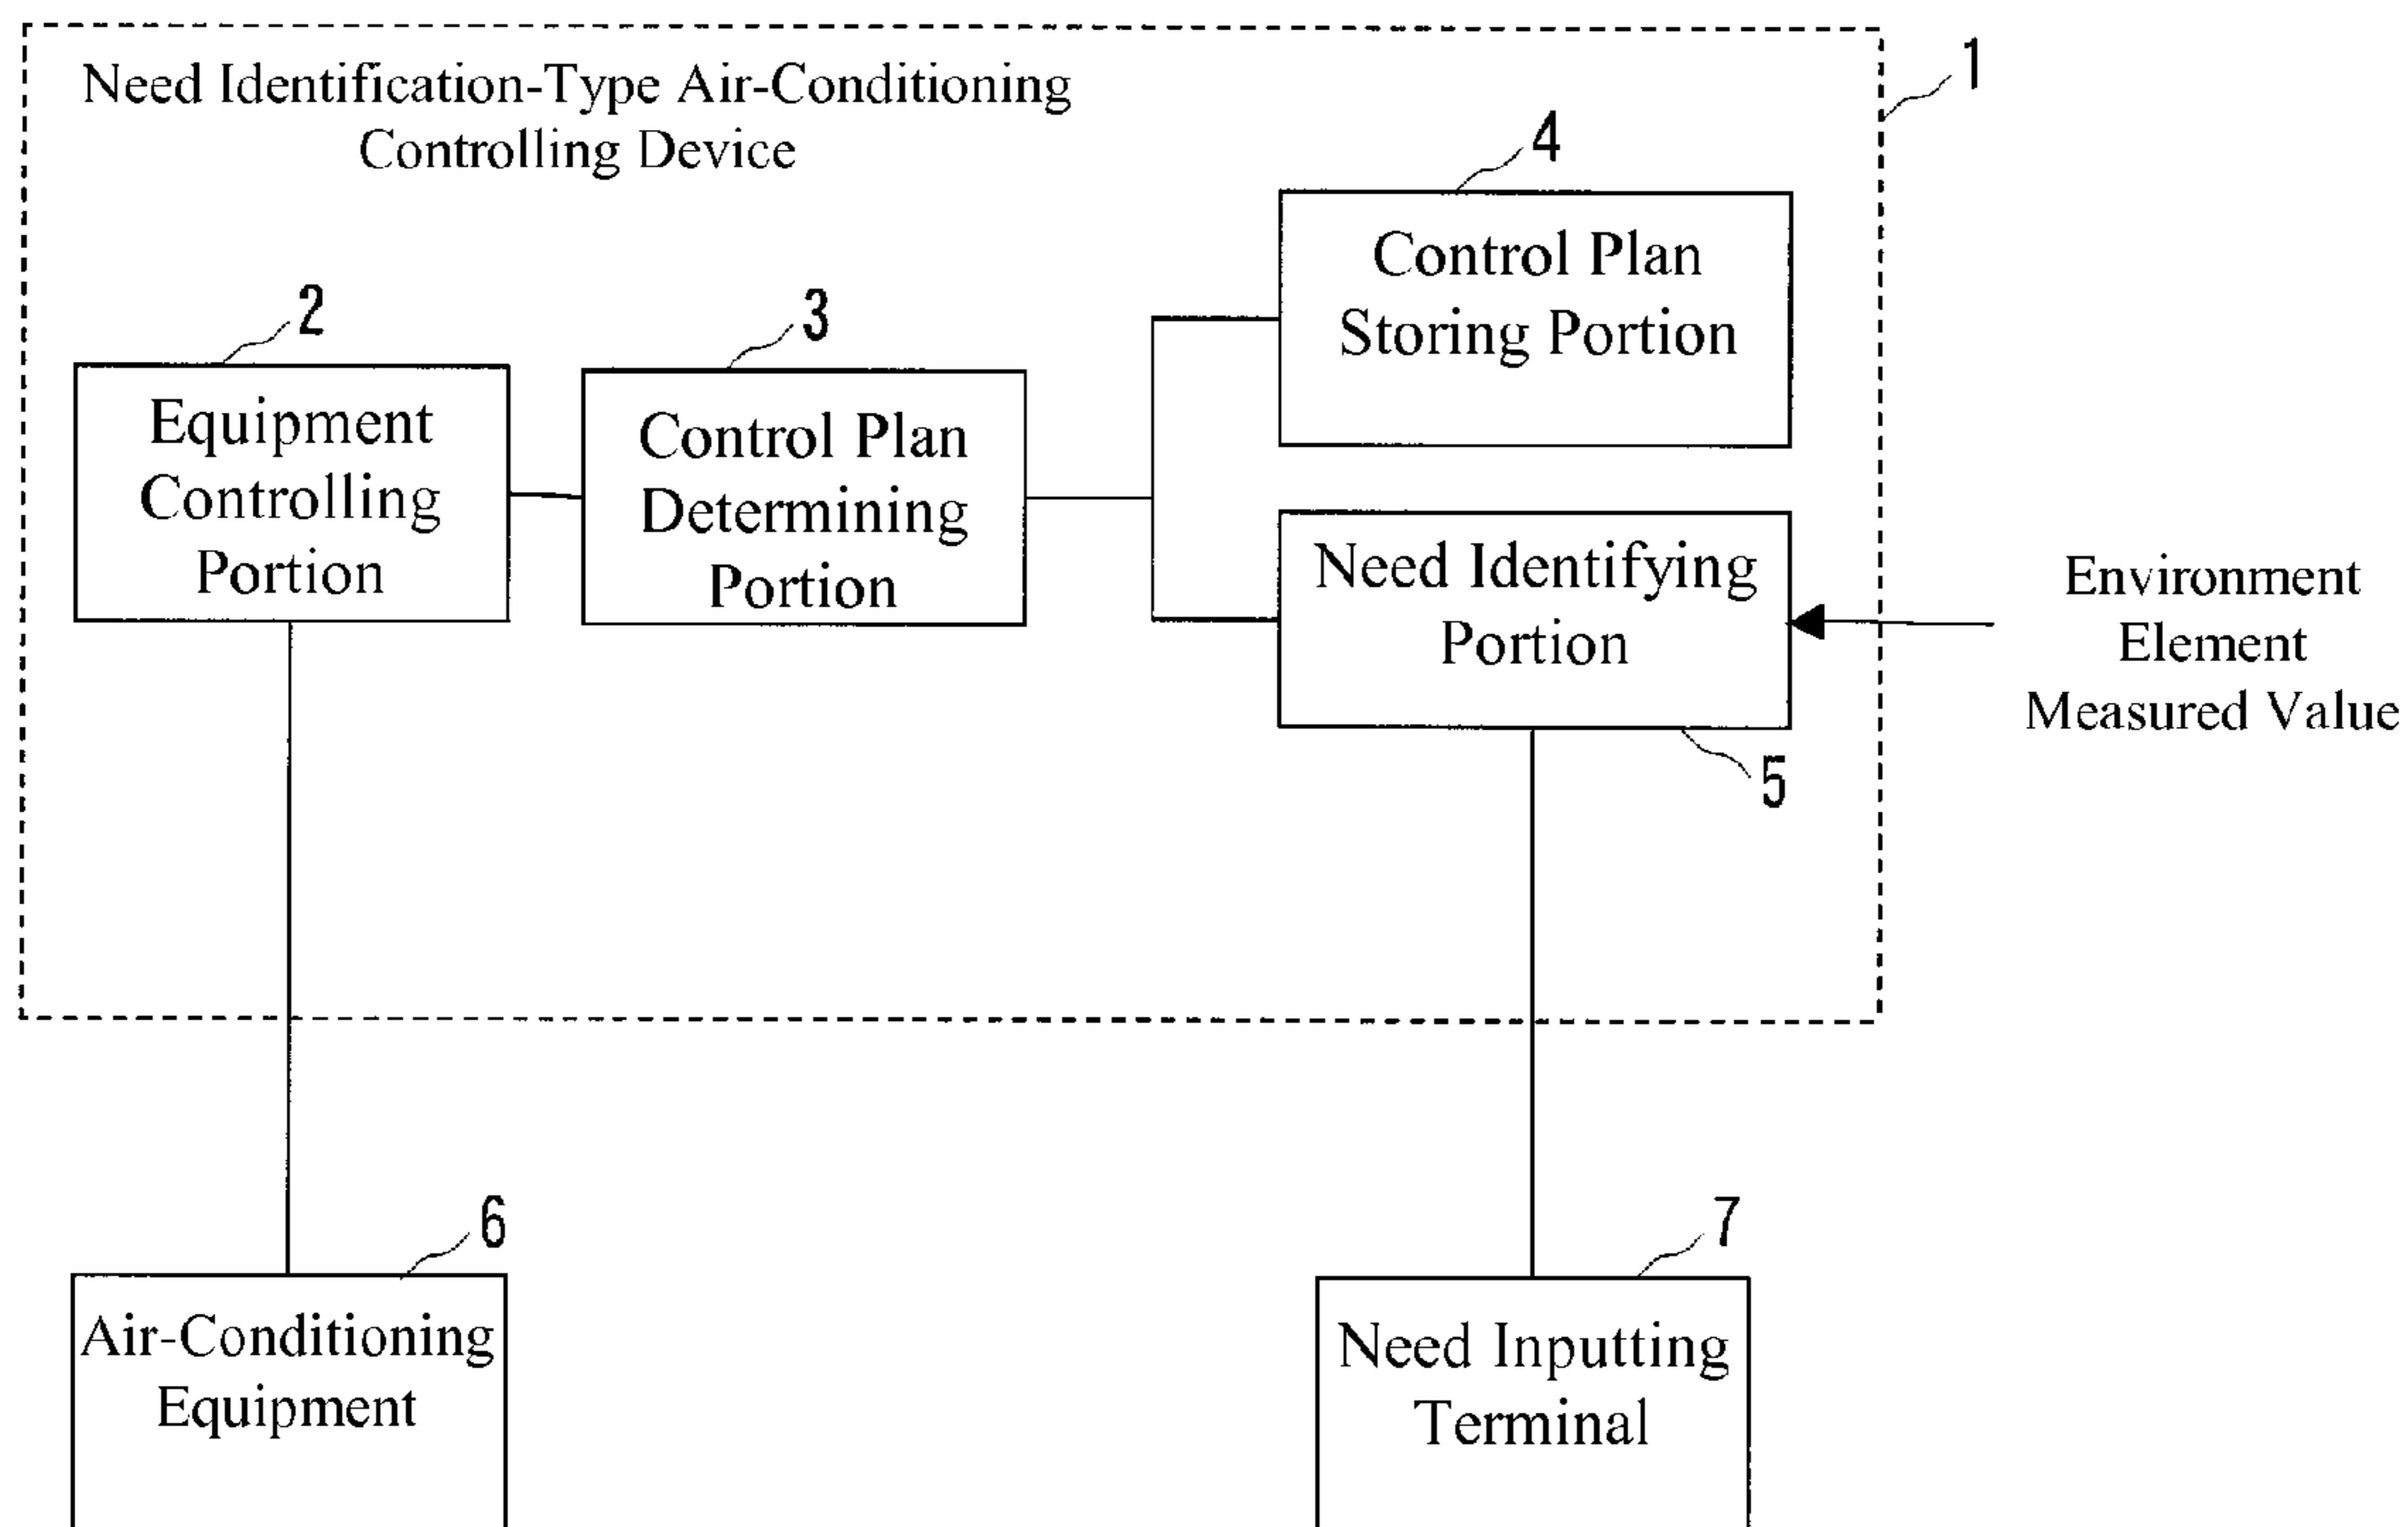 Need Identification-Type Air-Conditioning
Controlling Device
1
4
Control Plan
Storing Portion
2
Equipment
Controlling
Portion
3
Control Plan
Determining
Portion
Need Identifying
Portion
5
Environment
Element
Measured Value
6
Air-Conditioning
Equipment
7
Need Inputting
Terminal